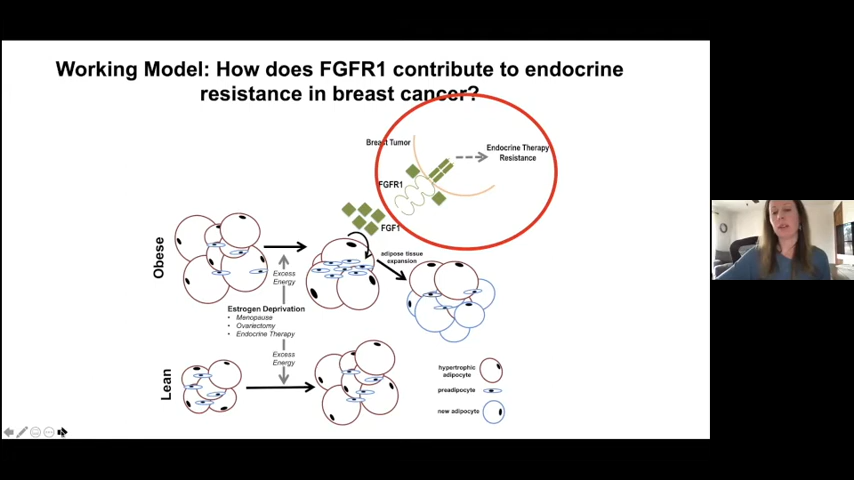 Working Model: How does FGFR1 contribute to endocrine
resistance in breast cancer?
Breast Tumor
Endocrine Therapy
Resistance
FGFR1
FGF1
adipose tissue
expansion
Obese
Excess
Energy
Estrogen Deprivation
• Menopause
• Ovariectomy
• Endocrine Therapy
Excess
Energy
Lean
hypertrophic
adipocyte
preadipocyte
new adipocyte